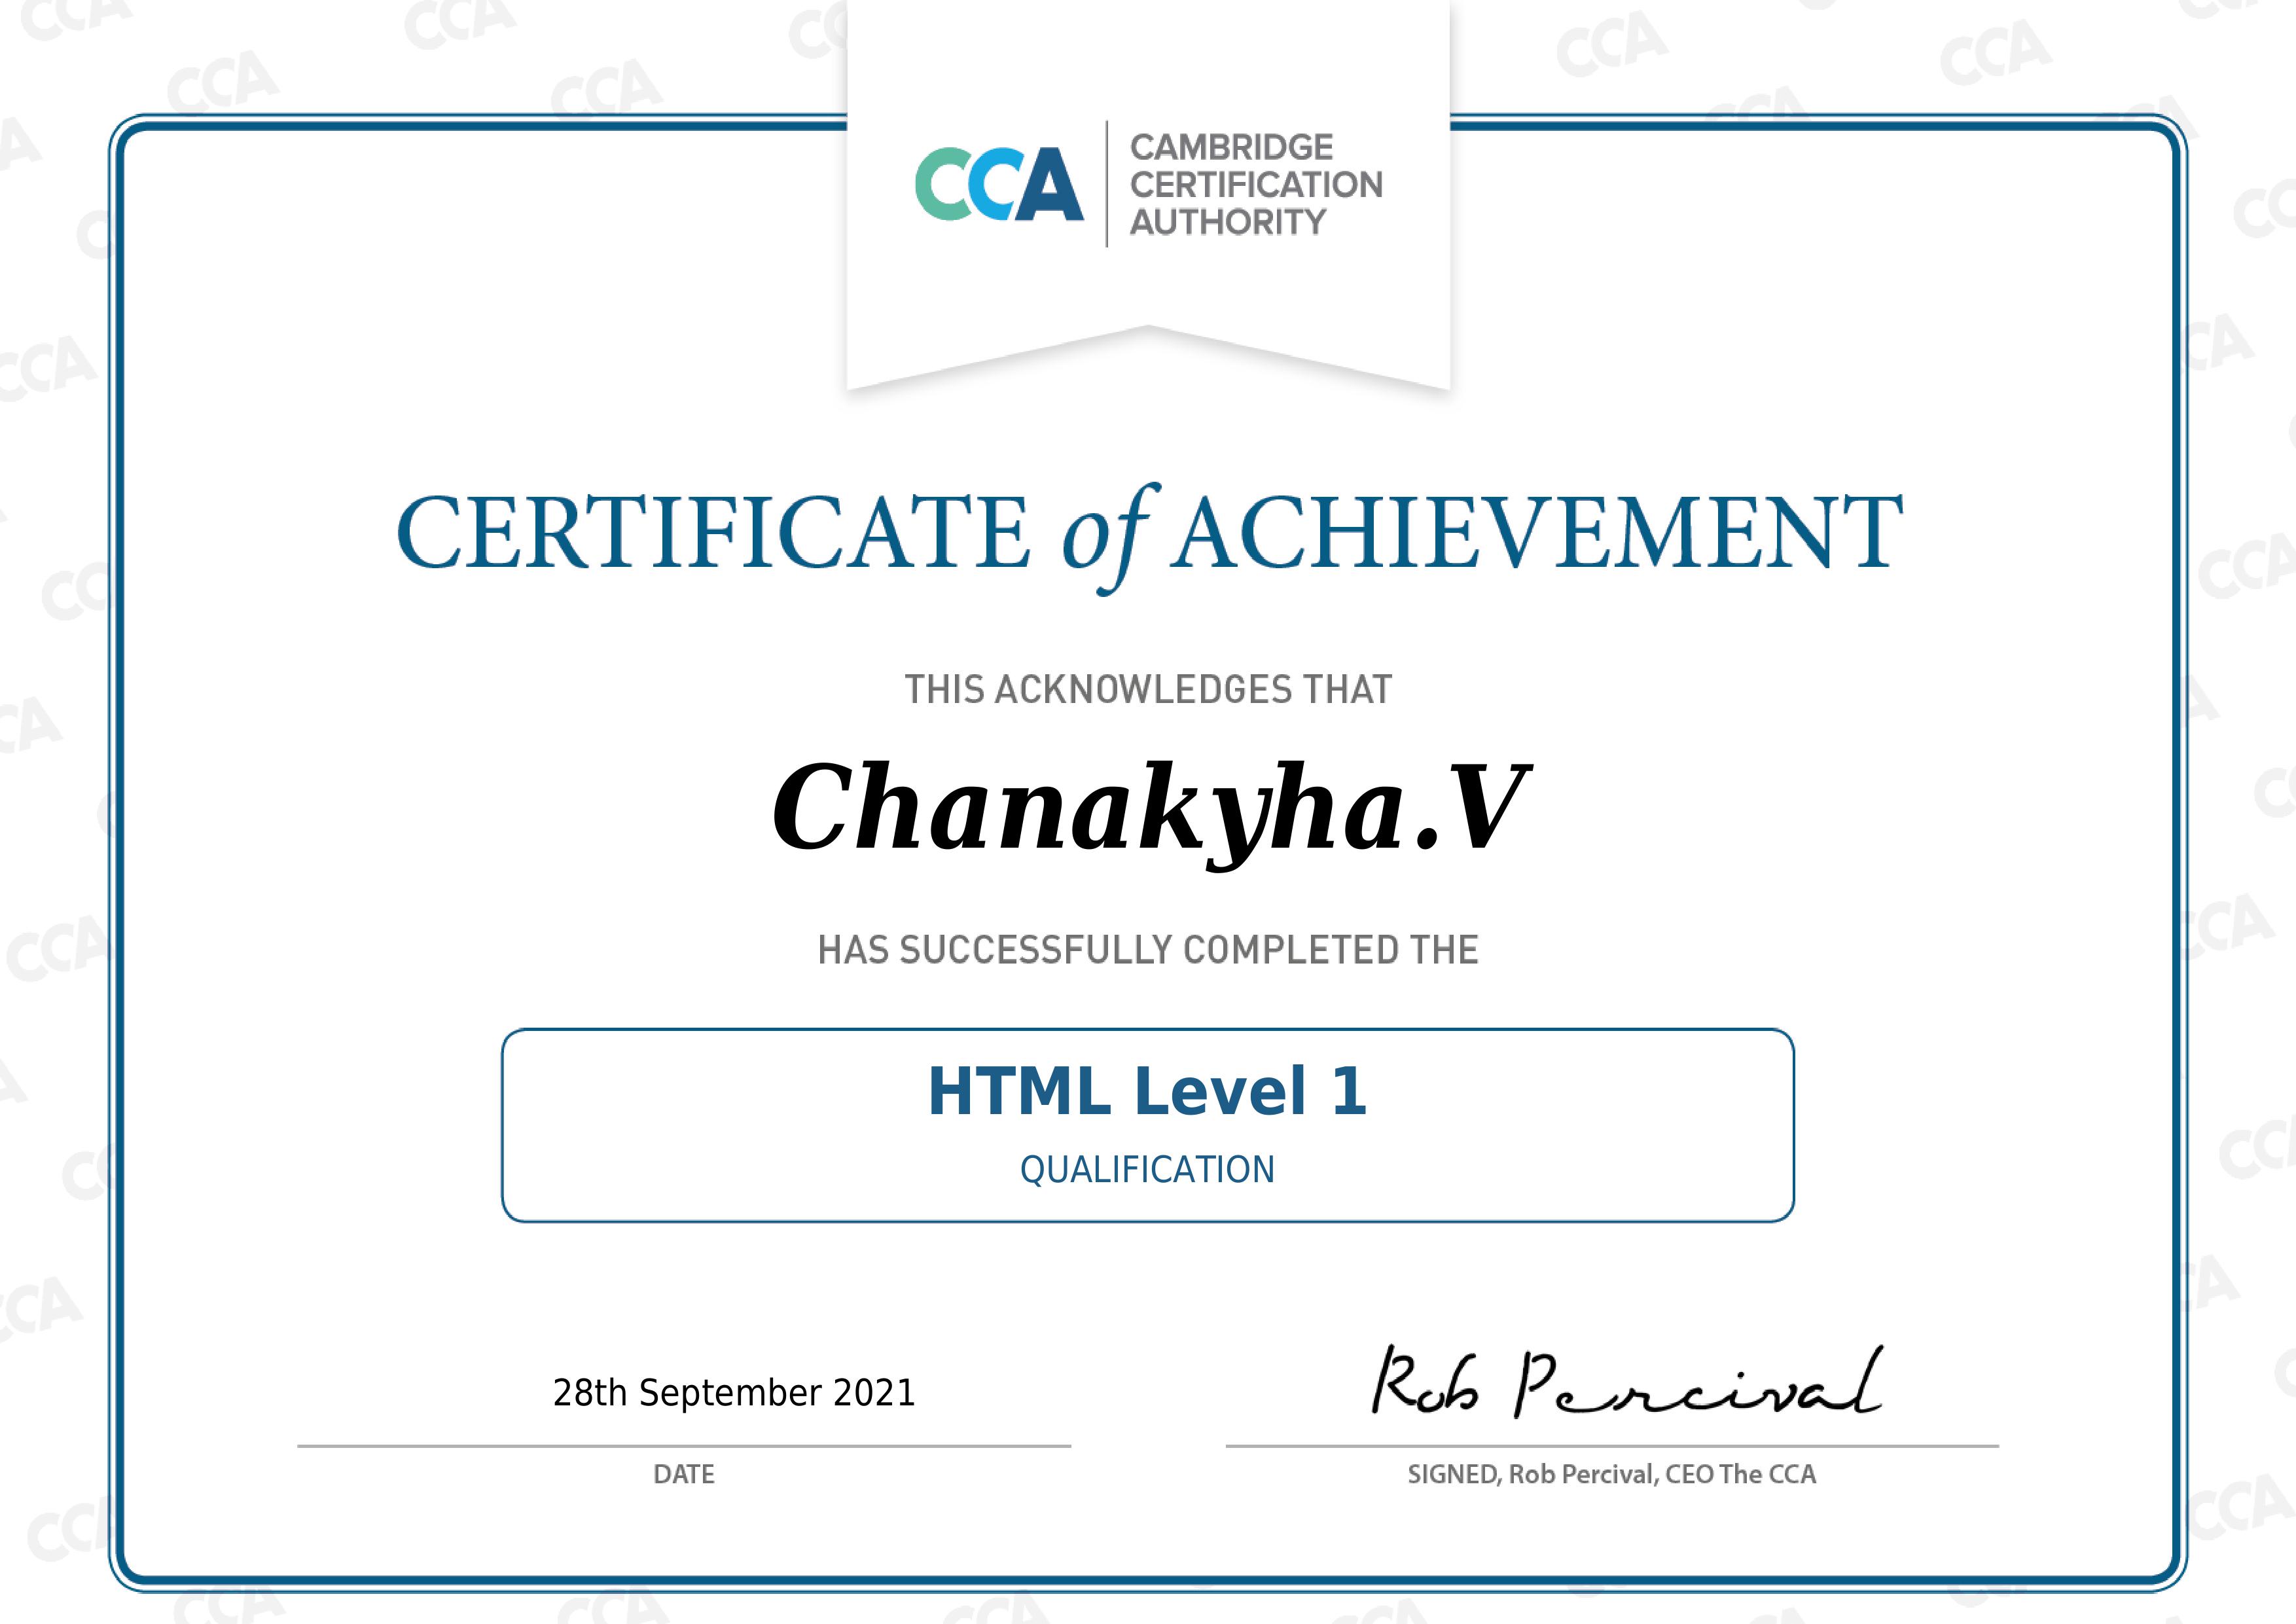 CCA
CAMBRIDGE
CERTIFICATION
AUTHORITY
CERTIFICATE of ACHIEVEMENT
THIS ACKNOWLEDGES THAT
Chanakyha.V
HAS SUCCESSFULLY COMPLETED THE
HTML Level 1
QUALIFICATION
28th September 2021
Rob Percival
DATE
SIGNED, Rob Percival, CEO The CCA